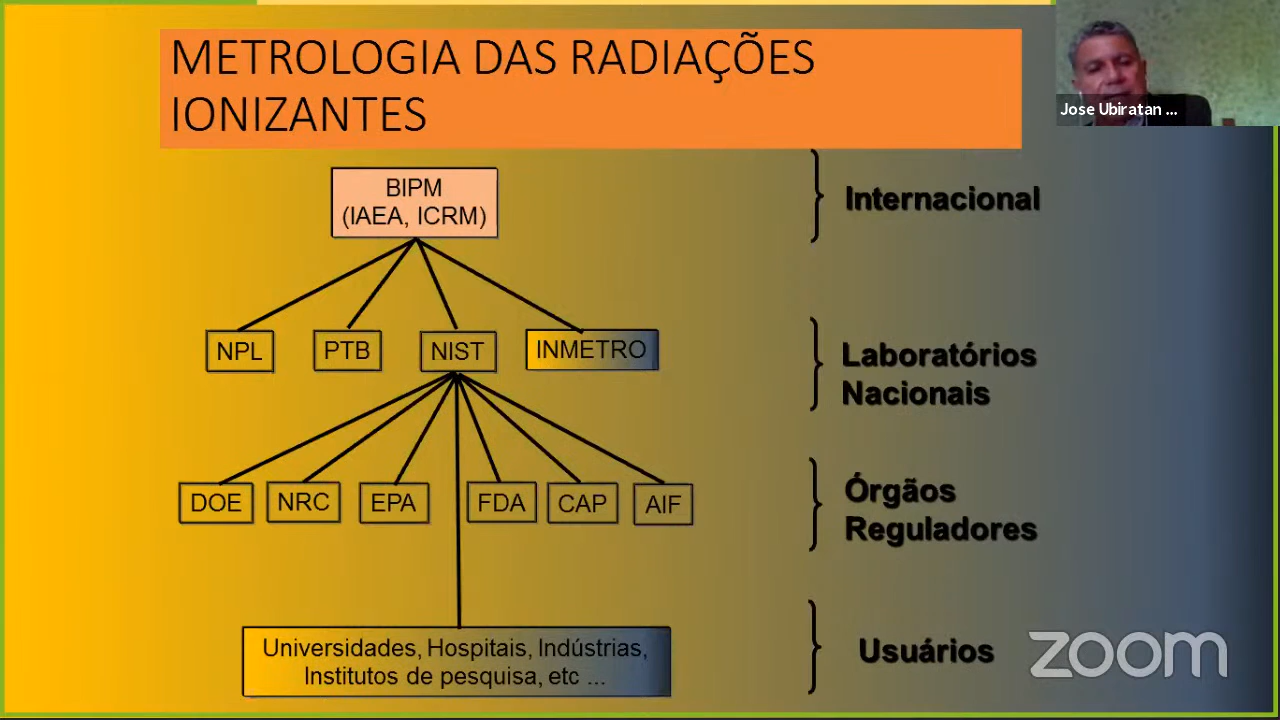 METROLOGIA DAS RADIAÇÕES
IONIZANTES
Jose Ubiratan ...
BIPM
(IAEA, ICRM)
Internacional
NPL
PTB
NIST
INMETRO
Laboratórios
Nacionais
DOE
NRC
EPA
FDA
CAP
AIF
Órgãos
Reguladores
Universidades, Hospitais, Indústrias,
Institutos de pesquisa, etc ...
Usuários
zoom